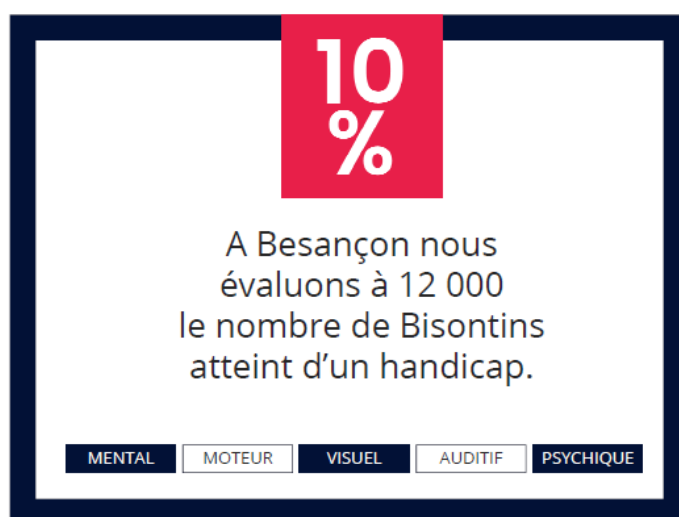 10
%
A Besançon nous
évaluons à 12 000
le nombre de Bisontins
atteint d’un handicap.
MENTAL MOTEUR VISUEL AUDITIF PSYCHIQUE